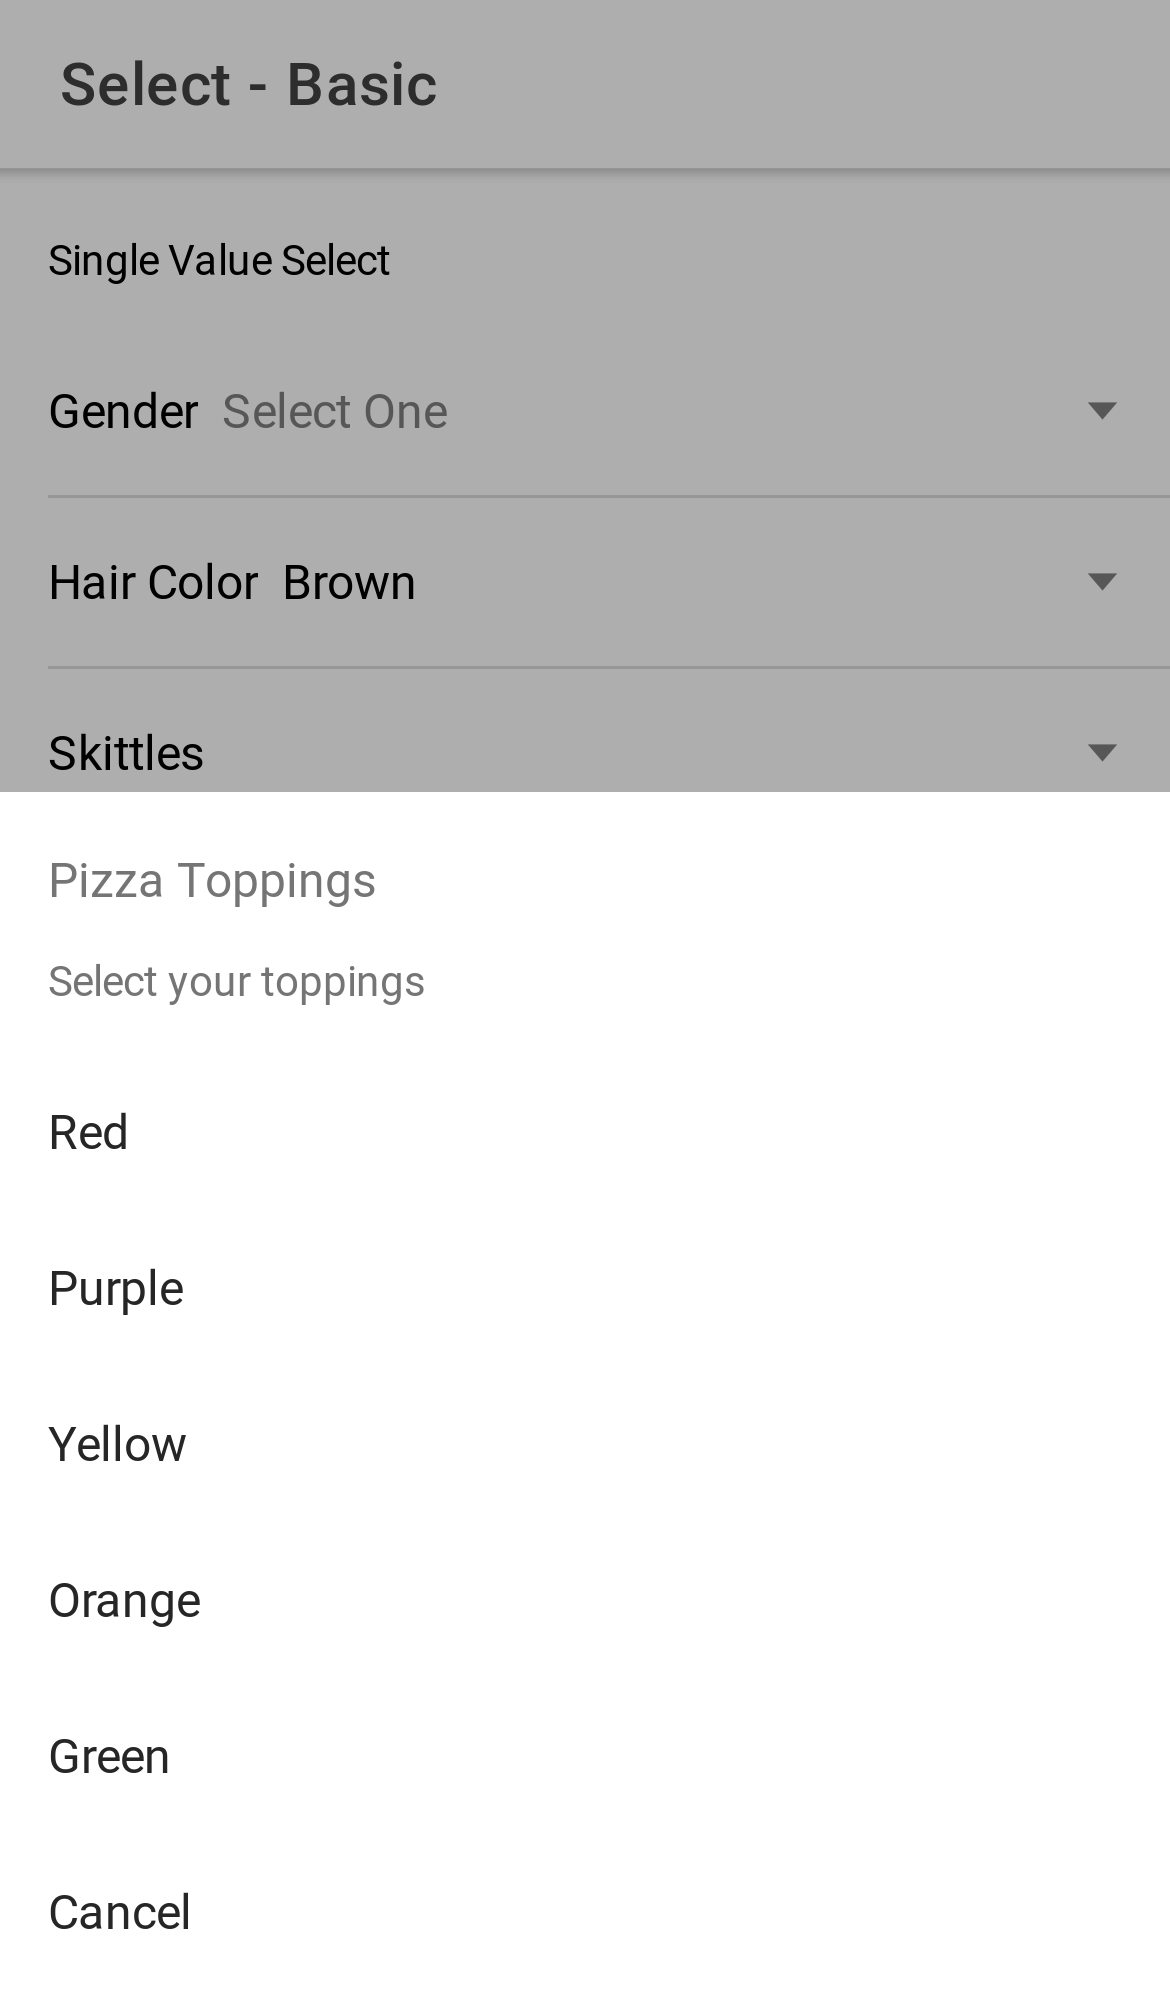 Select - Basic
Single Value Select
Gender Select One
Hair Color Brown
Skittles
Pizza Toppings
Select your toppings
Red
Purple
Yellow
Orange
Green
Cancel